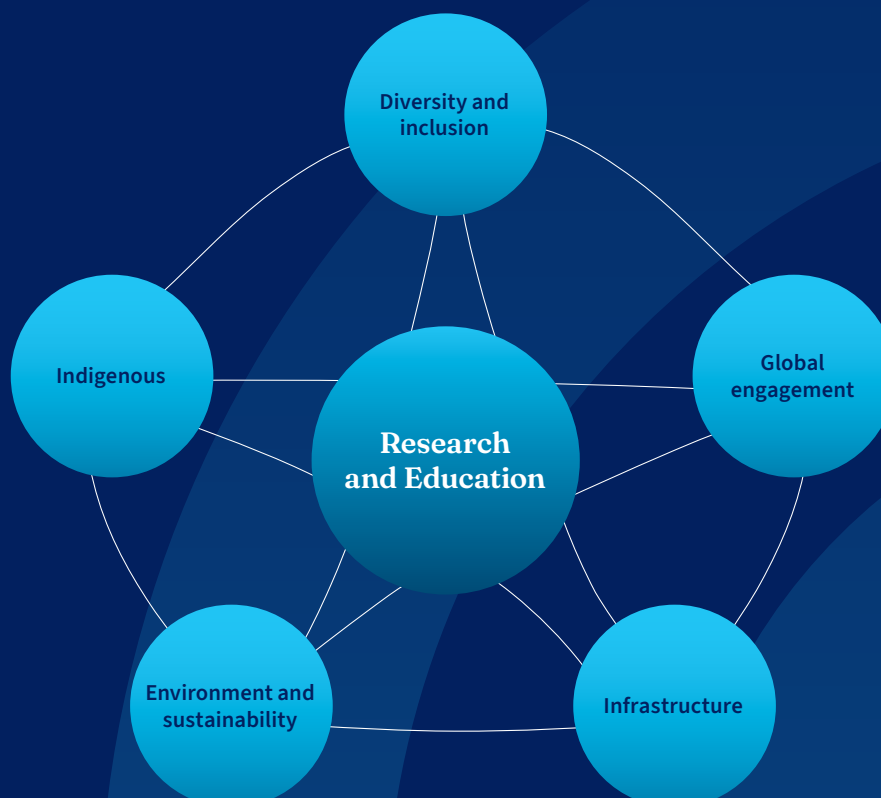 Diversity and
inclusion
Indigenous
Global
engagement
Research
and Education
Environment and
sustainability
Infrastructure